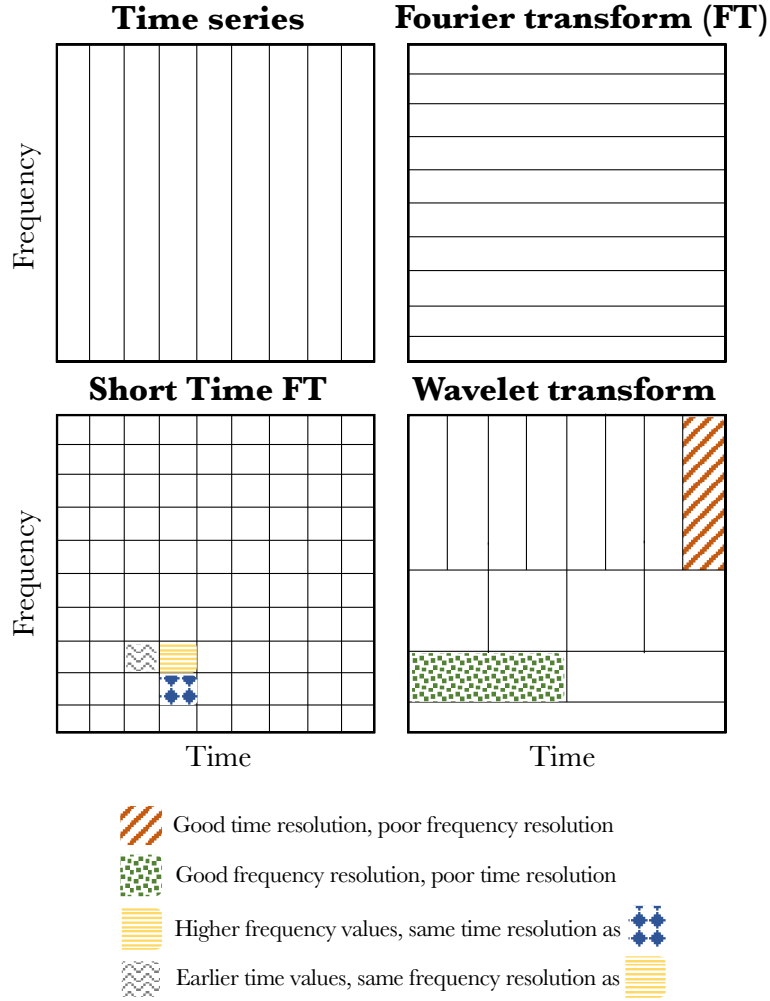 Time series
Fourier transform (FT)
Frequency
Short Time FT
Wavelet transform
Frequency
Time
Time
Good time resolution, poor frequency resolution
Good frequency resolution, poor time resolution
Higher frequency values, same time resolution as
Earlier time values, same frequency resolution as